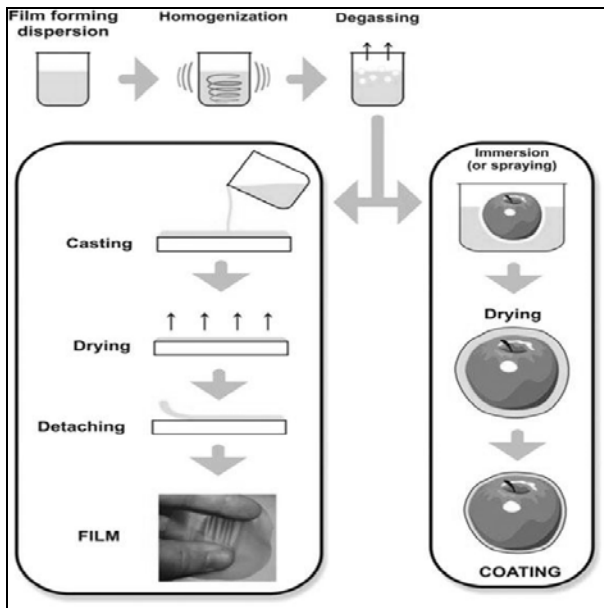 Film forming
dispersion
Homogenization
Degassing
Casting
Drying
Detaching
FILM
Immersion
(or spraying)
Drying
COATING